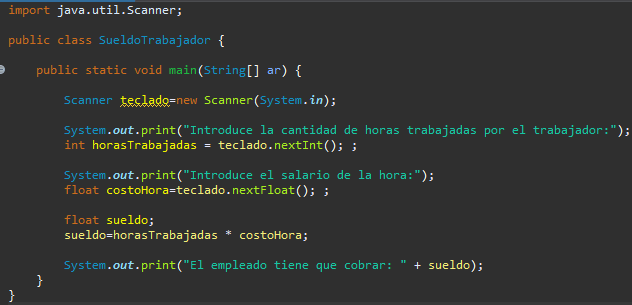 import java.util.Scanner;
public class SueldoTrabajador {
public static void main(String[] ar) {
Scanner teclado=new Scanner(System.in);
System.out.print("Introduce la cantidad de horas trabajadas por el trabajador:");
int horasTrabajadas = teclado.nextInt(); ;
System.out.print("Introduce el salario de la hora:");
float costoHora=teclado.nextFloat(); ;
float sueldo;
sueldo=horasTrabajadas * costoHora;
System.out.print("El empleado tiene que cobrar: " + sueldo);
}
}